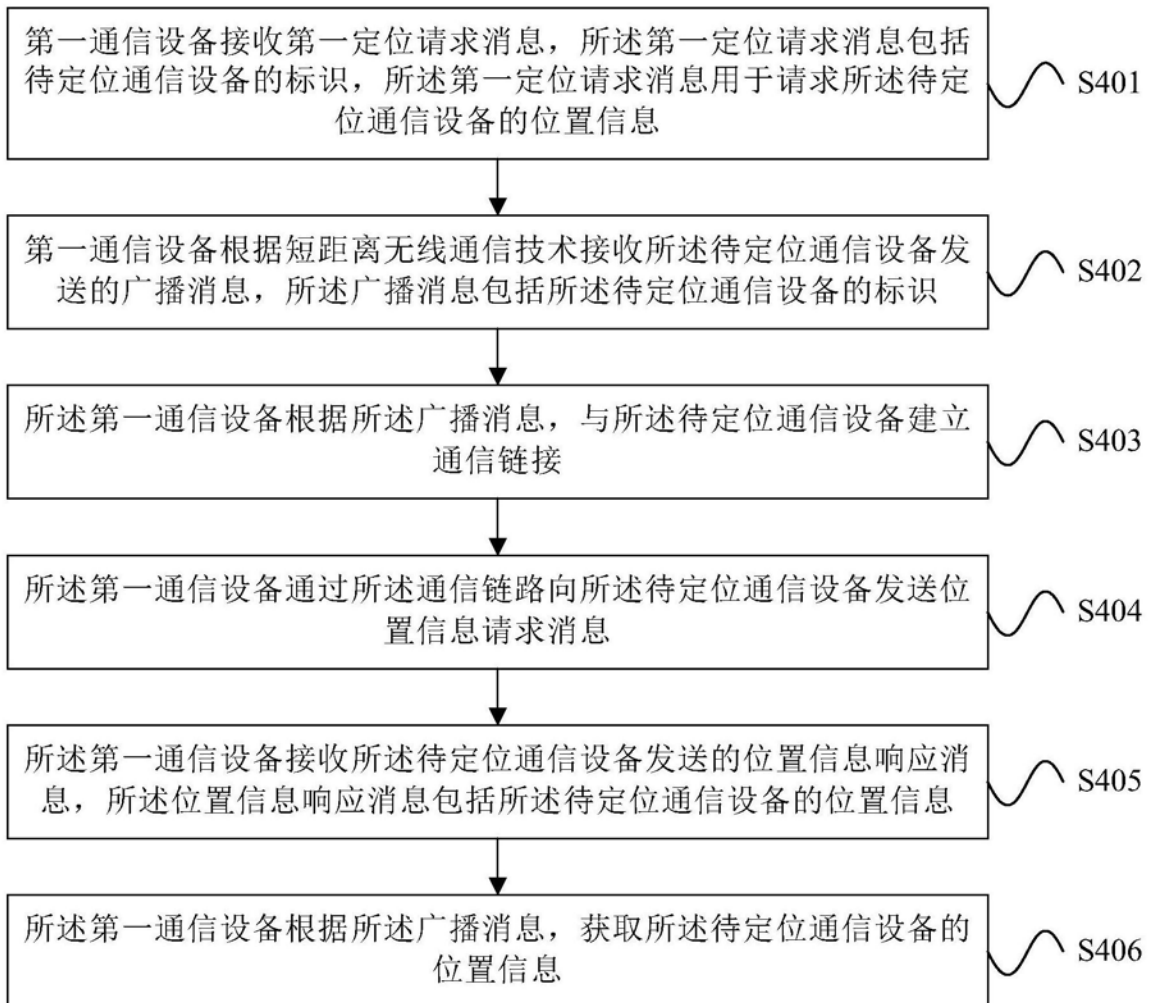 第一通信设备接收第一定位请求消息，所述第一定位请求消息包括
待定位通信设备的标识，所述第一定位请求消息用于请求所述待定
位通信设备的位置信息
S401
第一通信设备根据短距离无线通信技术接收所述待定位通信设备发
送的广播消息，所述广播消息包括所述待定位通信设备的标识
S402
所述第一通信设备根据所述广播消息，与所述待定位通信设备建立
通信链接
S403
所述第一通信设备通过所述通信链路向所述待定位通信设备发送位
置信息请求消息
S404
所述第一通信设备接收所述待定位通信设备发送的位置信息响应消
息，所述位置信息响应消息包括所述待定位通信设备的位置信息
S405
所述第一通信设备根据所述广播消息，获取所述待定位通信设备的
位置信息
S406